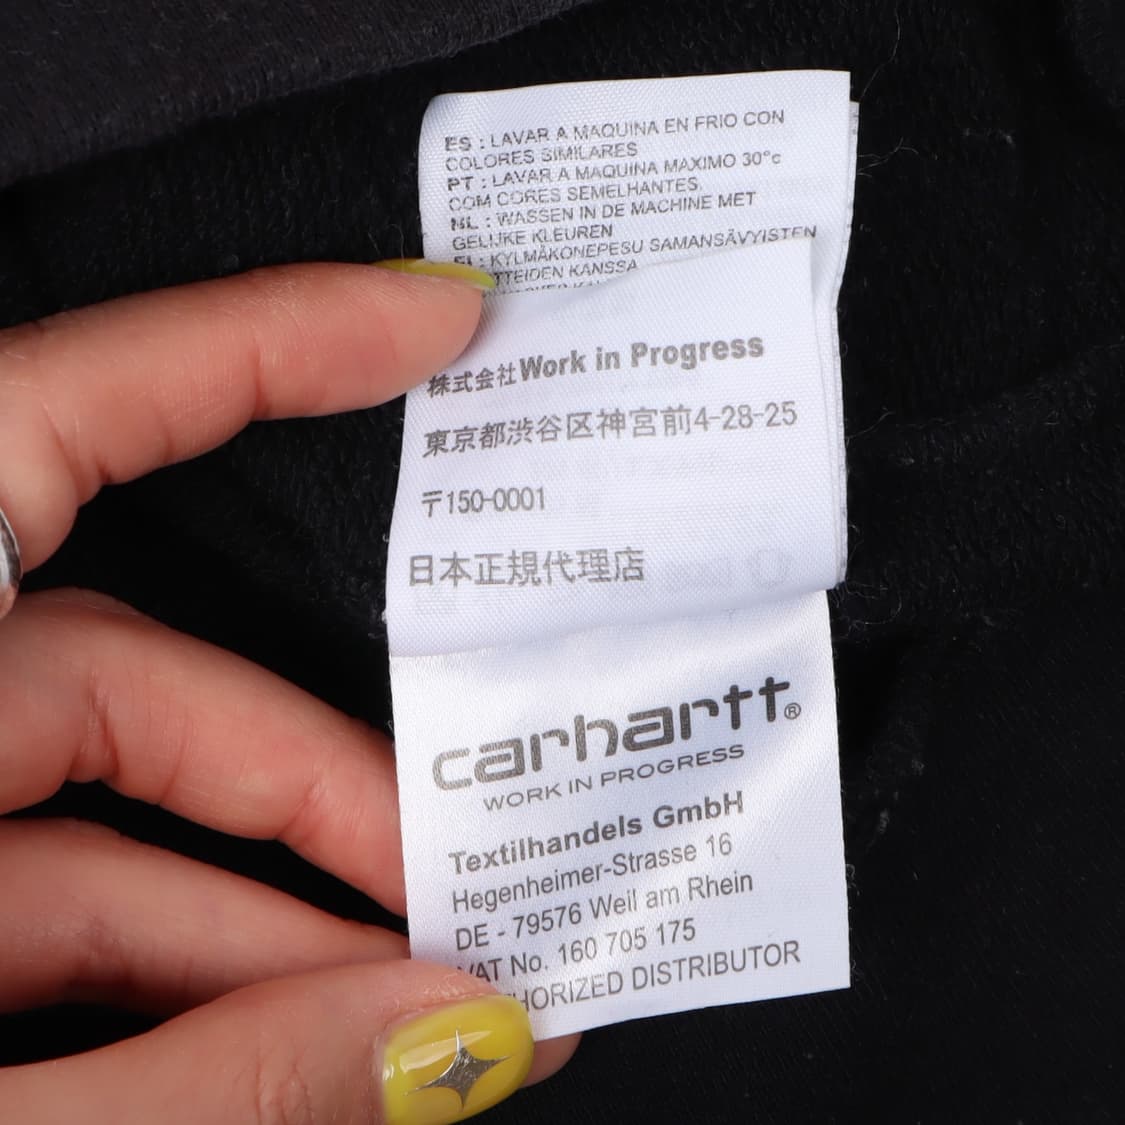 ES : LAVAR A MAQUINA EN FRIO CON
COLORES SIMILARES
PT : LAVAR A MAQUINA MAXIMO 30°c
COM CORES SEMELHANTES.
NL : WASSEN IN DE MACHINE MET
GELIJKE KLEUREN
FI : KYLMÄKONEPESU SAMANSÄVYISTEN
KANSSA
株式会社Work in Progress
東京都渋谷区神宮前4-28-25
〒150-0001
日本正規代理店
carhartt®
WORK IN PROGRESS
Textilhandels GmbH
Hegenheimer-Strasse 16
DE - 79576 Weil am Rhein
VAT No. 160 705 175
HORIZED DISTRIBUTOR